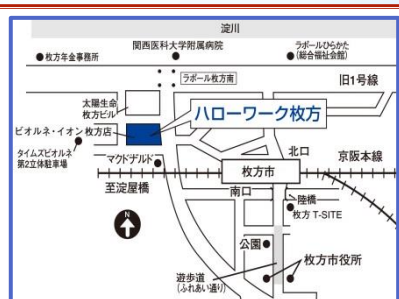 淀川
関西医科大学附属病院
ラポールひらかた
(総合福祉会館)
枚方年金事務所
ラポール枚方南
旧1号線
太陽生命
枚方ビル
ハローワーク枚方
ビオルネ・イオン 枚方店
タイムズビオルネ
第2立体駐車場
マクドナルド
北口
枚方市
京阪本線
至淀屋橋
南口
陸橋
枚方 T-SITE
N
公園
枚方市役所
遊歩道
(ふれあい通り)